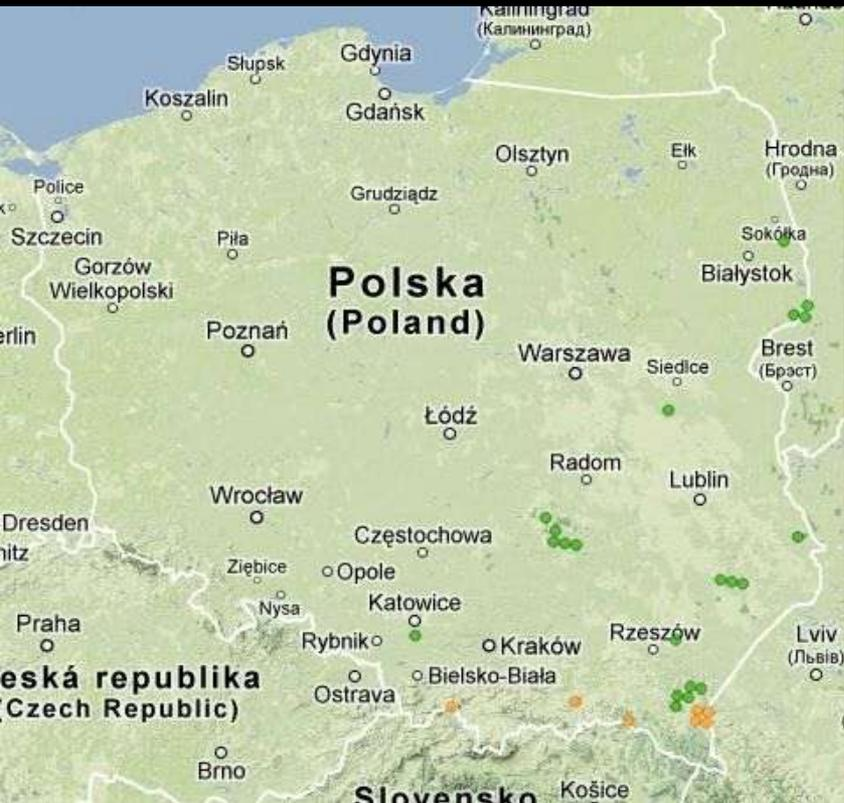 Kaliningrad
(Калининград)
Gdynia
Słupsk
Koszalin
Gdańsk
Olsztyn
Ełk
Hrodna
(Гродна)
Police
Grudziądz
Szczecin
Piła
Sokółka
Gorzów
Wielkopolski
Białystok
Polska
(Poland)
erlin
Poznań
Warszawa
Siedlce
Brest
(Брэст)
Łódź
Radom
Lublin
Wrocław
Dresden
nitz
Częstochowa
Ziębice
Opole
Nysa
Katowice
Praha
Rybnik
Kraków
Rzeszów
Lviv
(Львів)
eská republika
(Czech Republic)
Ostrava
Bielsko-Biała
Brno
Slovensko
Košice